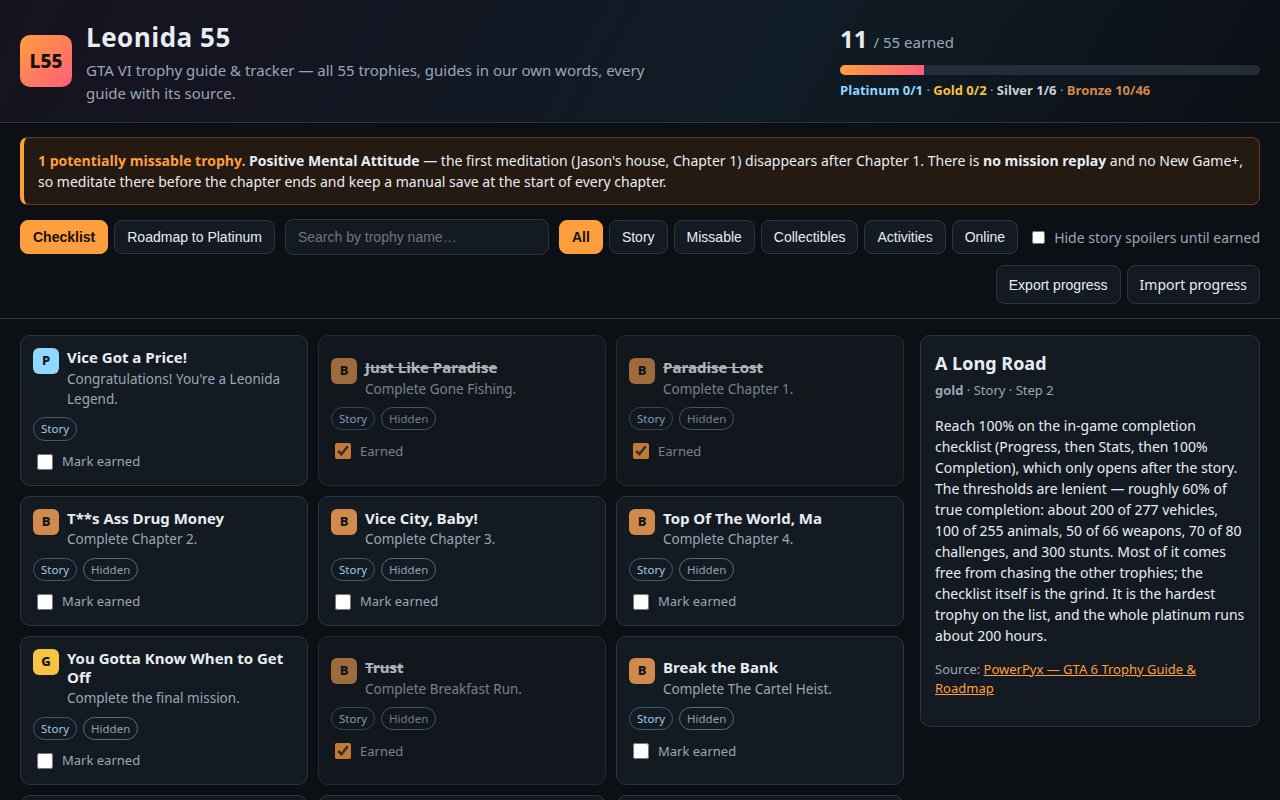 L55
Leonida 55
GTA VI trophy guide & tracker — all 55 trophies, guides in our own words, every
guide with its source.
11 / 55 earned
Platinum 0/1 · Gold 0/2 · Silver 1/6 · Bronze 10/46
1 potentially missable trophy. Positive Mental Attitude — the first meditation (Jason's house, Chapter 1) disappears after Chapter 1. There is no mission replay and no New Game+,
so meditate there before the chapter ends and keep a manual save at the start of every chapter.
Checklist
Roadmap to Platinum
Search by trophy name…
All
Story
Missable
Collectibles
Activities
Online
Hide story spoilers until earned
Export progress
Import progress
P
Vice Got a Price!
Congratulations! You're a Leonida
Legend.
Story
Mark earned
B
Just Like Paradise
Complete Gone Fishing.
Story
Hidden
Earned
B
Paradise Lost
Complete Chapter 1.
Story
Hidden
Earned
B
T**s Ass Drug Money
Complete Chapter 2.
Story
Hidden
Mark earned
B
Vice City, Baby!
Complete Chapter 3.
Story
Hidden
Mark earned
B
Top Of The World, Ma
Complete Chapter 4.
Story
Hidden
Mark earned
G
You Gotta Know When to Get
Off
Complete the final mission.
Story
Hidden
Mark earned
B
Trust
Complete Breakfast Run.
Story
Hidden
Earned
B
Break the Bank
Complete The Cartel Heist.
Story
Hidden
Mark earned
A Long Road
gold · Story · Step 2
Reach 100% on the in-game completion
checklist (Progress, then Stats, then 100%
Completion), which only opens after the story.
The thresholds are lenient — roughly 60% of
true completion: about 200 of 277 vehicles,
100 of 255 animals, 50 of 66 weapons, 70 of 80
challenges, and 300 stunts. Most of it comes
free from chasing the other trophies; the
checklist itself is the grind. It is the hardest
trophy on the list, and the whole platinum runs
about 200 hours.
Source: PowerPyx — GTA 6 Trophy Guide &
Roadmap